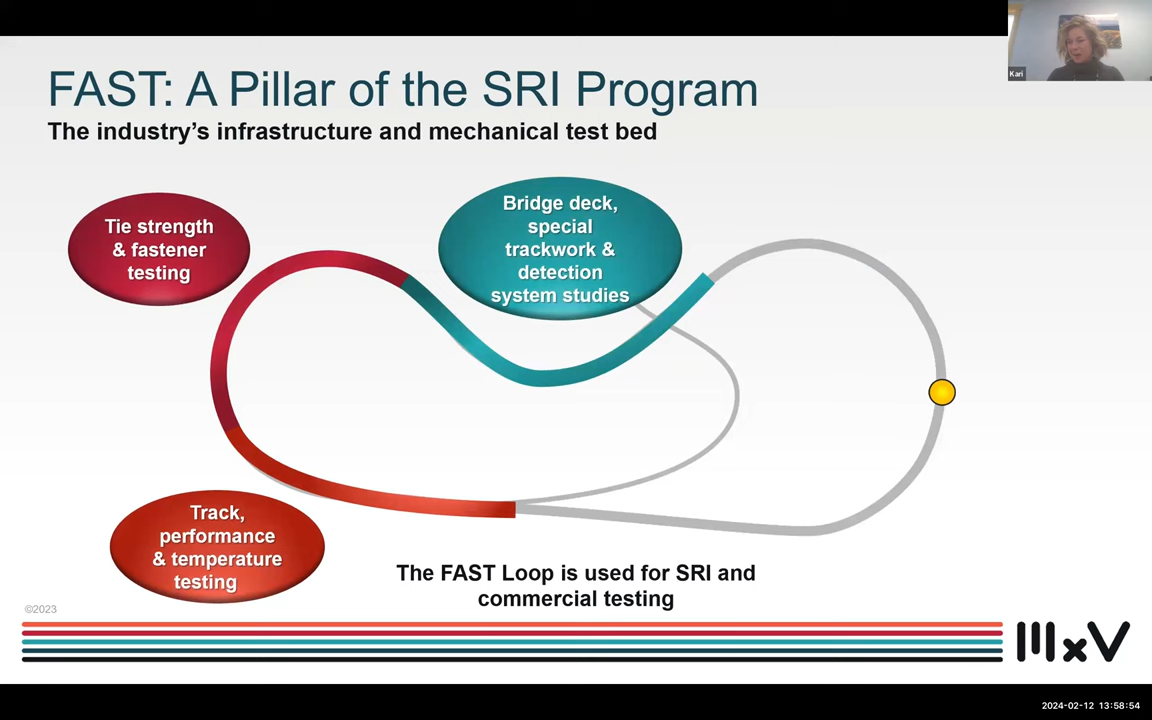 Kari
FAST: A Pillar of the SRI Program
The industry's infrastructure and mechanical test bed
Tie strength
& fastener
testing
Bridge deck,
special
trackwork &
detection
system studies
Track,
performance
& temperature
testing
The FAST Loop is used for SRI and
commercial testing
©2023
MxV
2024-02-12 13:58:54